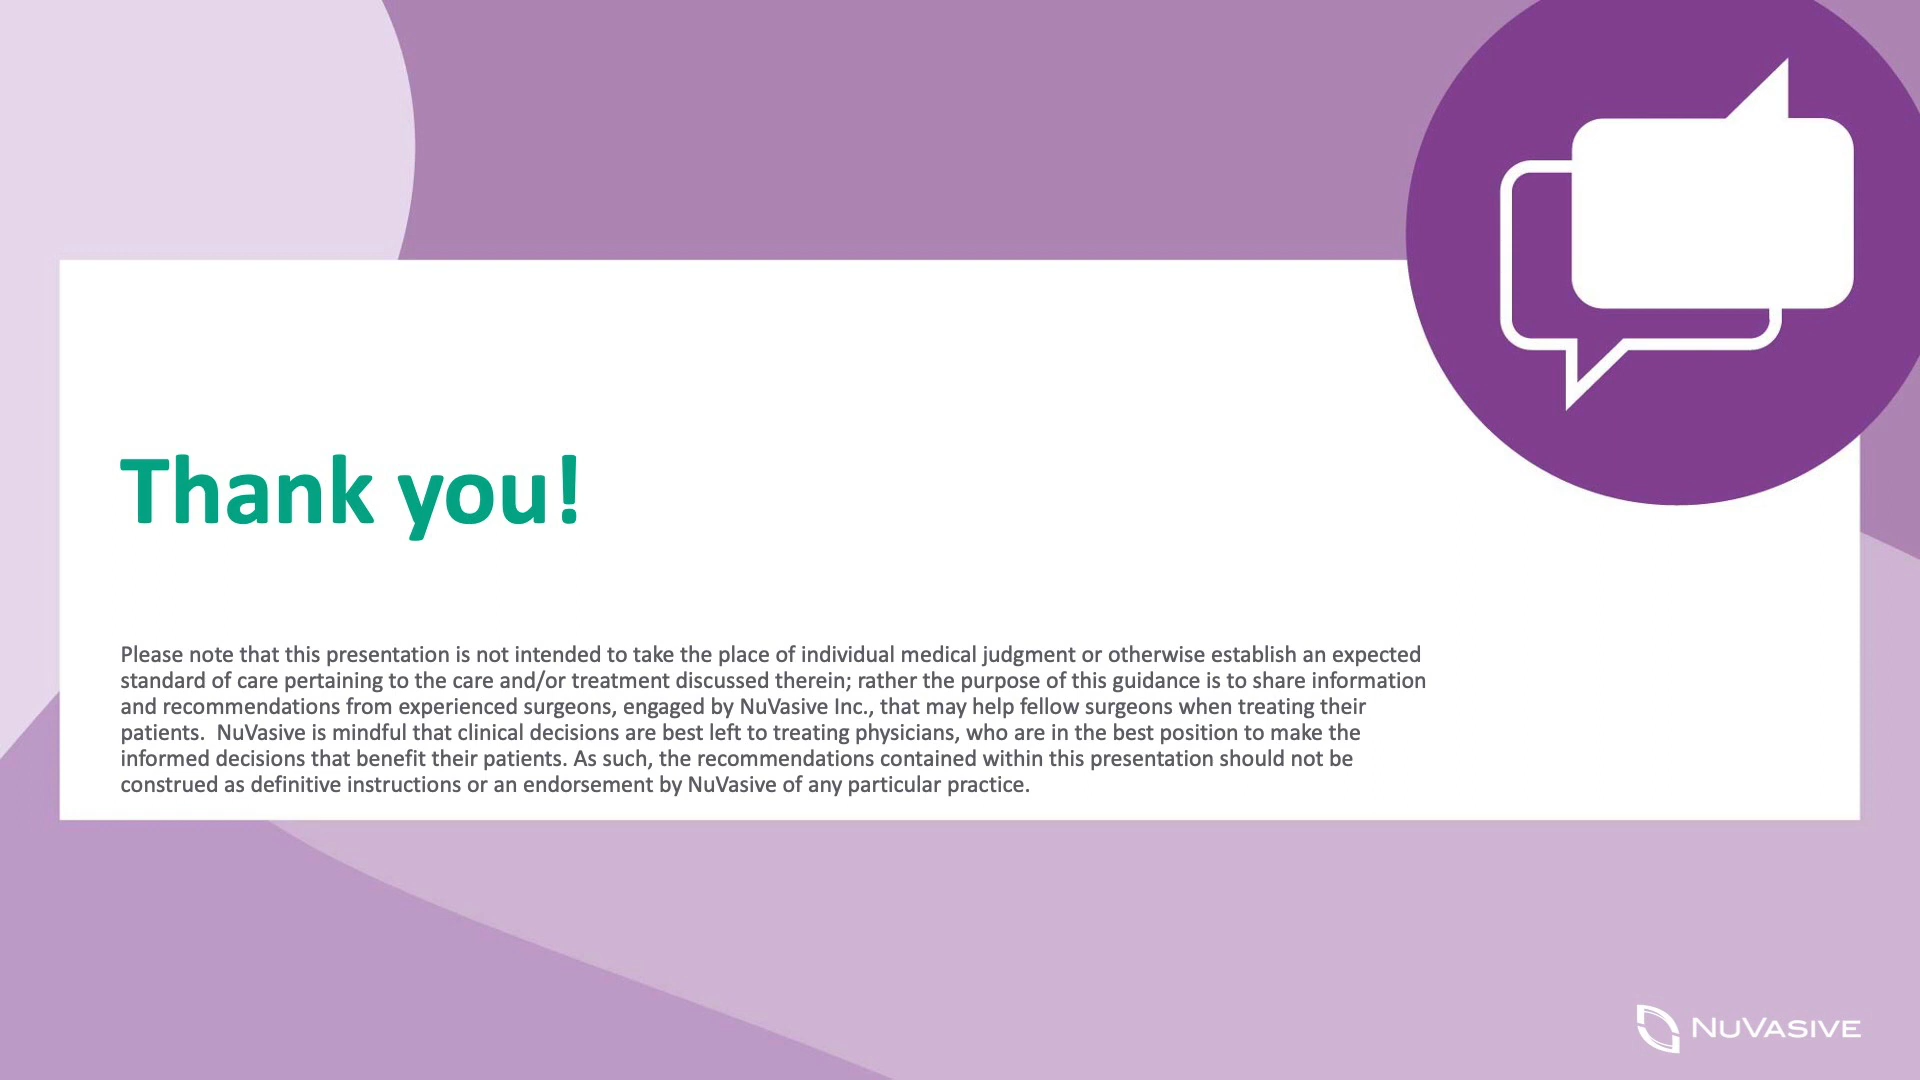 Thank you!
Please note that this presentation is not intended to take the place of individual medical judgment or otherwise establish an expected
standard of care pertaining to the care and/or treatment discussed therein; rather the purpose of this guidance is to share information
and recommendations from experienced surgeons, engaged by NuVasive Inc., that may help fellow surgeons when treating their
patients.  NuVasive is mindful that clinical decisions are best left to treating physicians, who are in the best position to make the
informed decisions that benefit their patients. As such, the recommendations contained within this presentation should not be
construed as definitive instructions or an endorsement by NuVasive of any particular practice.
NUVASIVE